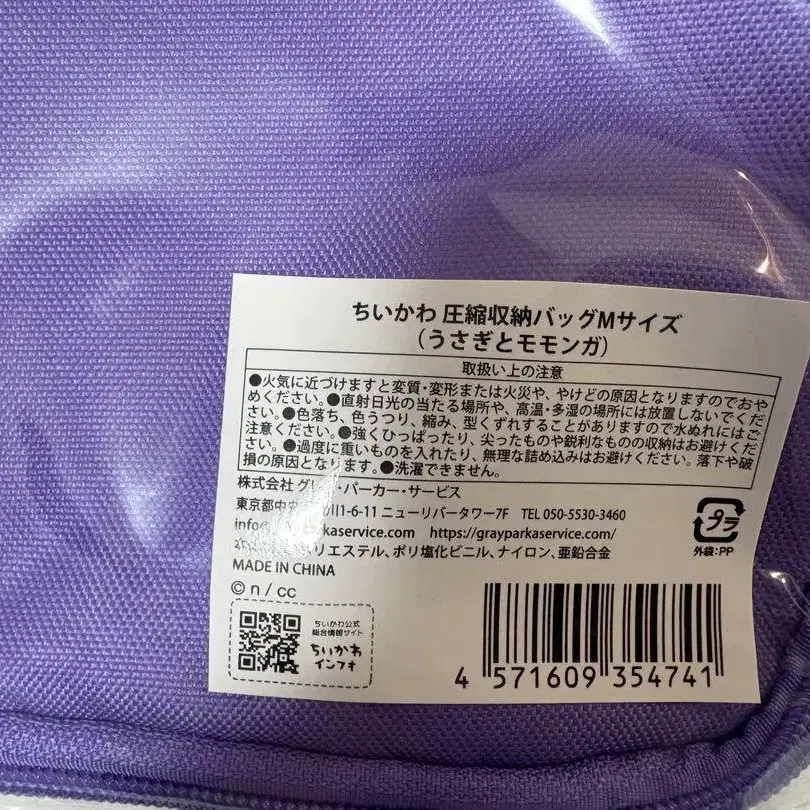 ちいかわ 圧縮収納バッグMサイズ
(うさぎとモモンガ)
取扱い上の注意
●火気に近づけますと変質・変形または火災や、やけどの原因となりますのでおや
めください。●直射日光の当たる場所や、高温・多湿の場所には放置しないでくだ
さい。●色落ち、色うつり、縮み、型くずれすることがありますので水ぬれにはご
注意ください。●強くひっぱったり、尖ったものや鋭利なものの収納はお避けくだ
さい。●過度に重いものを入れたり、無理な詰め込みはお避けください。落下や破
損の原因となります。●洗濯できません。
株式会社 グレイ・パーカー・サービス
東京都中央 1-6-11 ニューリバータワー7F TEL 050-5530-3460
https://grayparkaservice.com/
ポリエステル、ポリ塩化ビニル、ナイロン、亜鉛合金
MADE IN CHINA
© n / cc
プラ
外袋:PP
ちいかわ公式
総合情報サイト
ちいかわ
インフォ
4 571609 354741